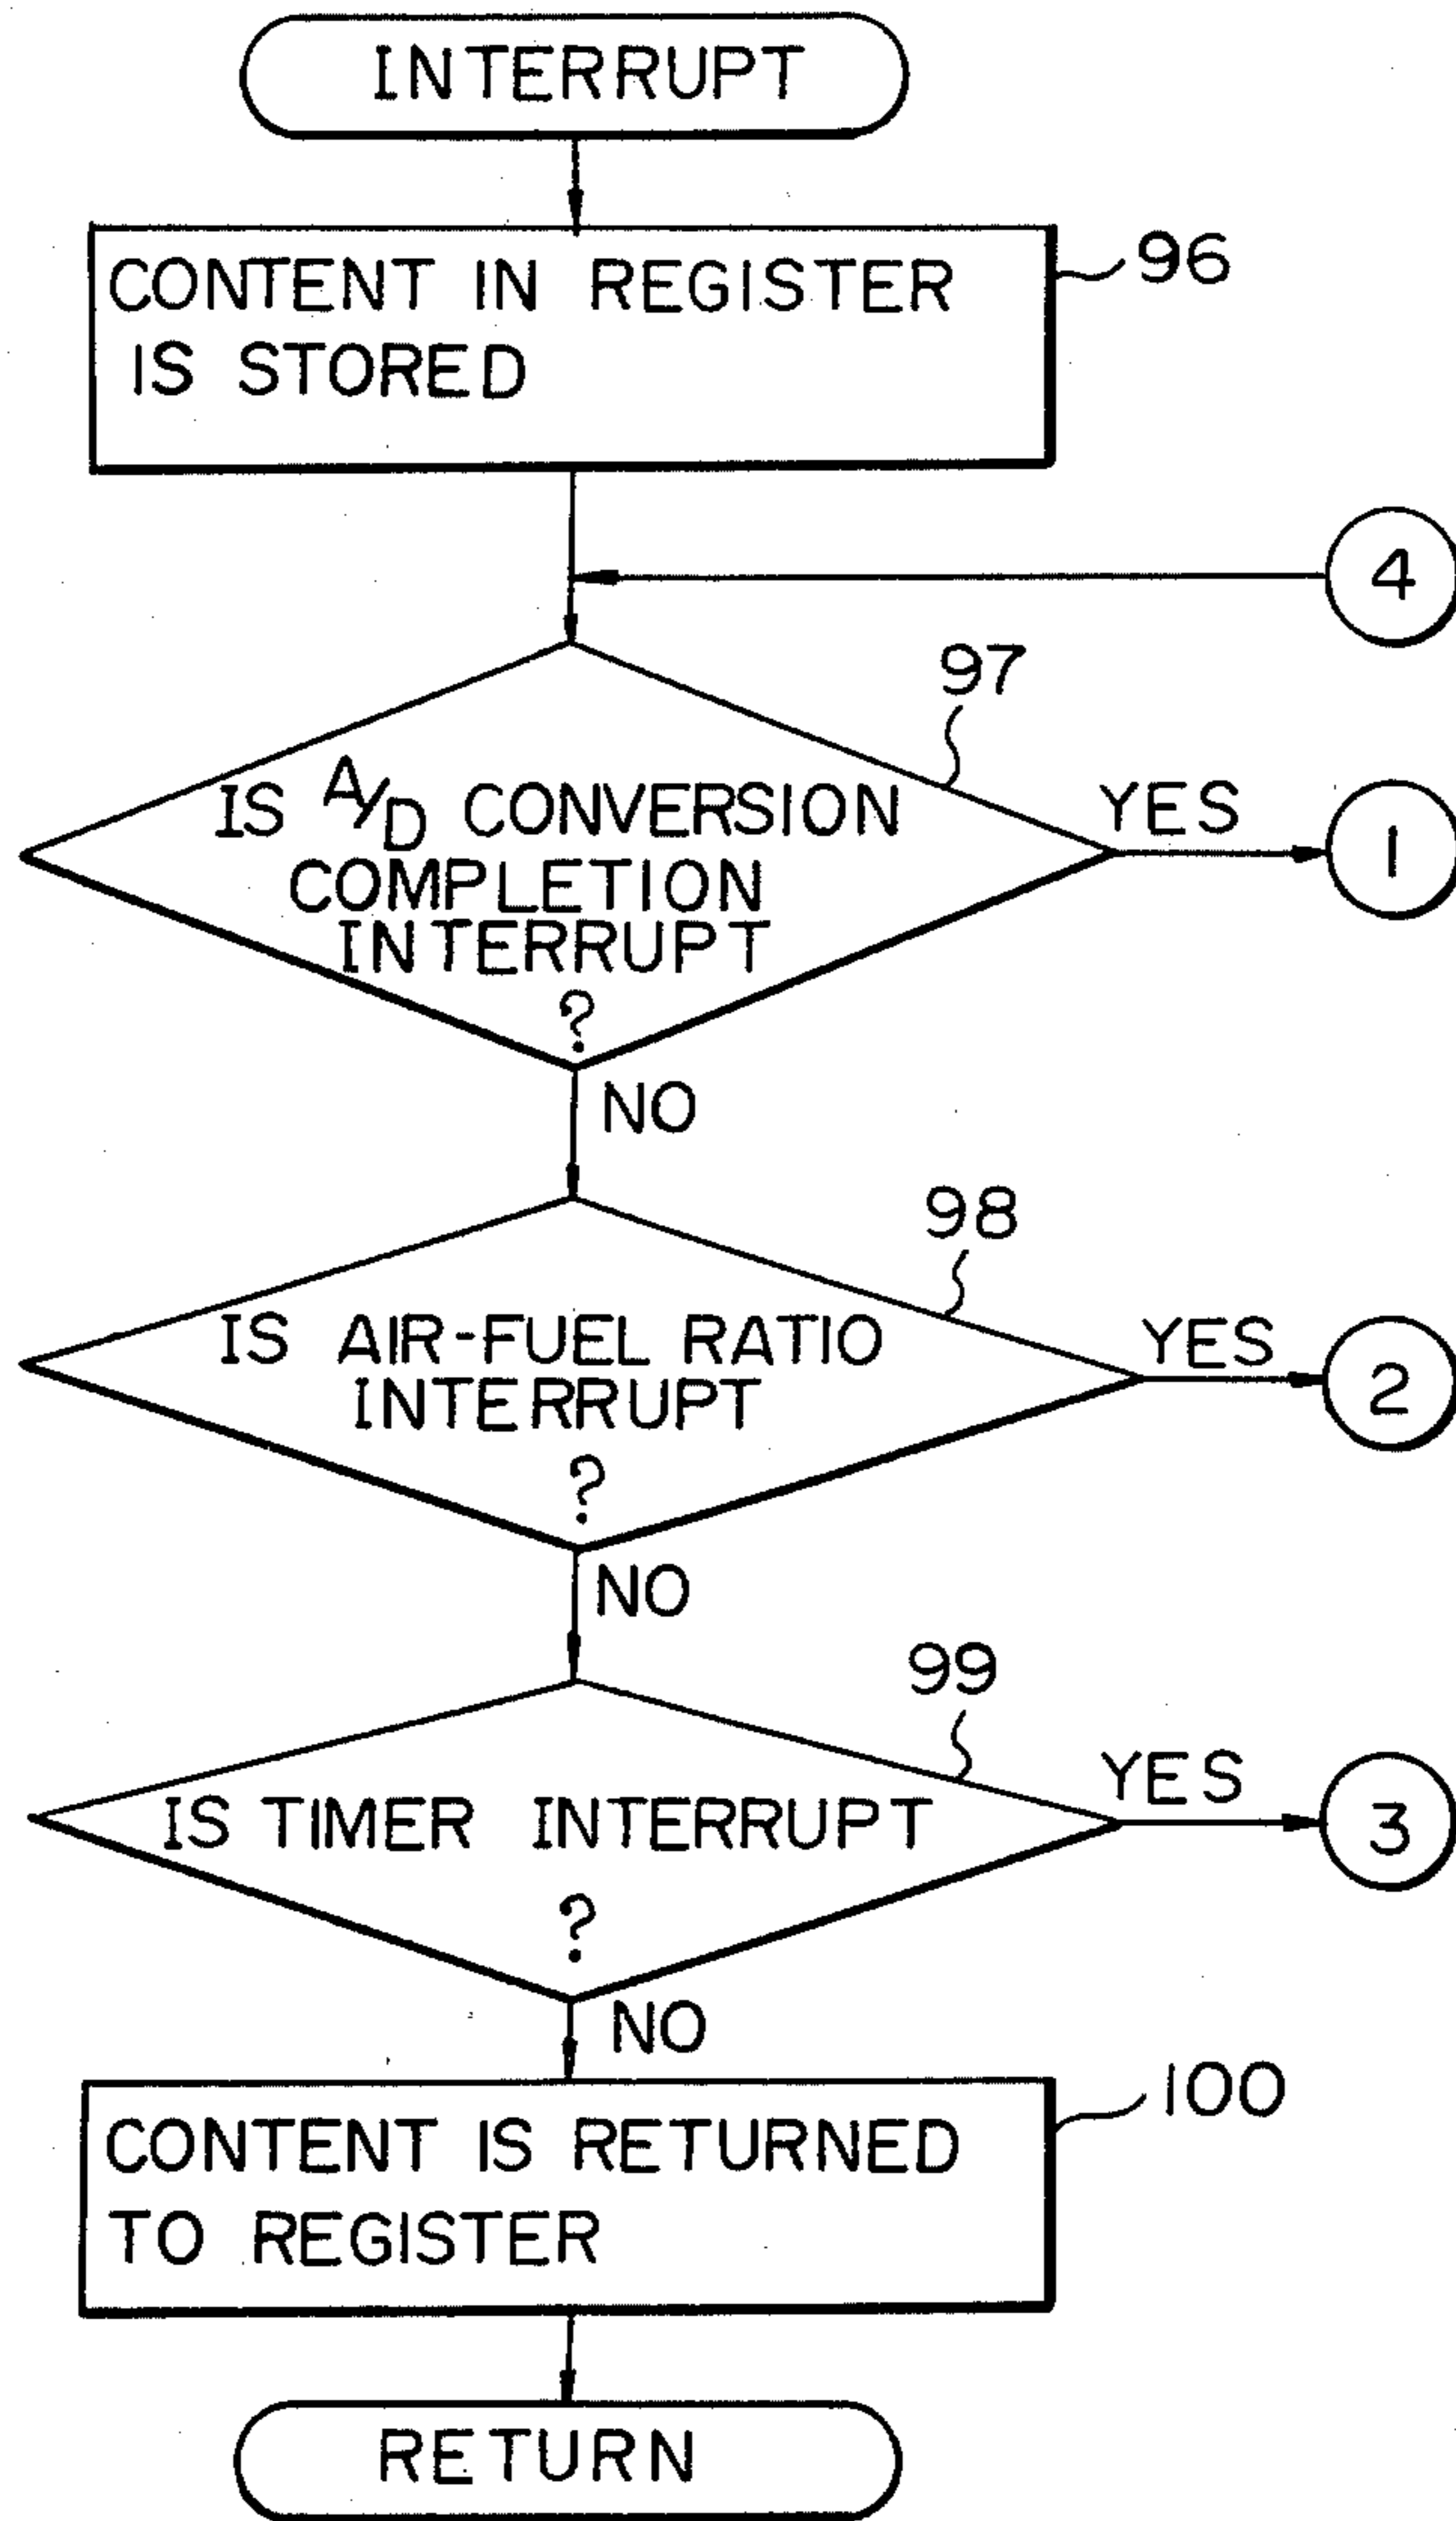 INTERRUPT
CONTENT IN REGISTER
IS STORED
96
4
97
IS A/D CONVERSION
COMPLETION
INTERRUPT
?
YES
1
NO
98
IS AIR-FUEL RATIO
INTERRUPT
?
YES
2
NO
99
IS TIMER INTERRUPT
?
YES
3
NO
CONTENT IS RETURNED
TO REGISTER
100
RETURN